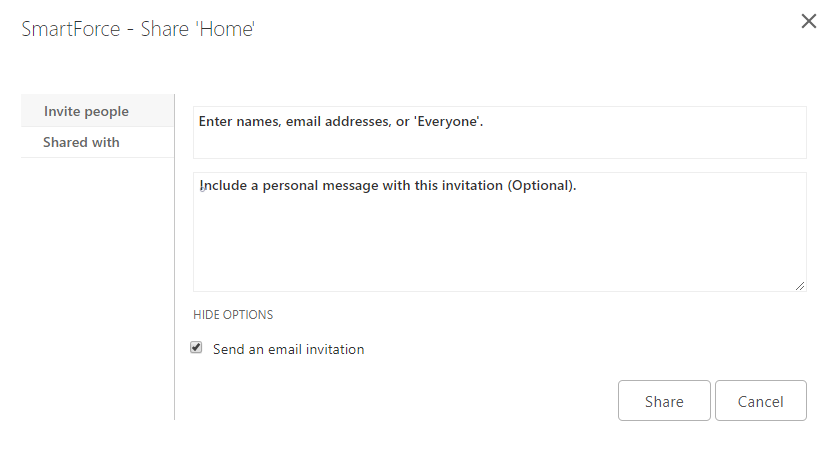 SmartForce - Share 'Home'
Invite people
Shared with
Enter names, email addresses, or 'Everyone'.
Include a personal message with this invitation (Optional).
HIDE OPTIONS
Send an email invitation
Share
Cancel